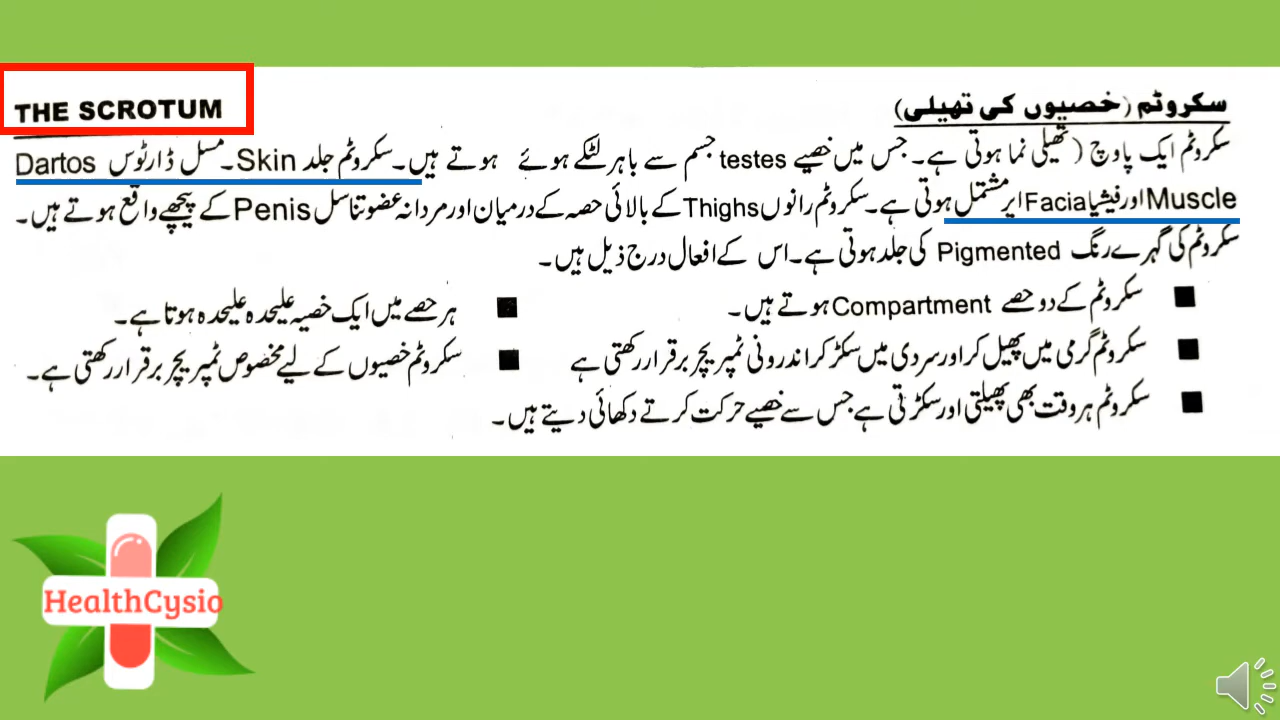 THE SCROTUM
سکروٹم (خصیوں کی تھیلی)
سکروٹم ایک پاوچ (تھیلی نما ہوتی ہے۔ جس میں خصیے testes جسم سے باہر لٹکے ہوئے ہوتے ہیں۔ سکروٹم جلد Skin۔ مسل ڈارٹوس Dartos
Muscle اور فیشیا Facia ایر مشتمل ہوتی ہے۔ سکروٹم رانوں Thighs کے بالائی حصہ کے درمیان اور مردانہ عضو تناسل Penis کے پیچھے واقع ہوتے ہیں۔
سکروٹم کی گہرے رنگ Pigmented کی جلد ہوتی ہے۔ اس کے افعال درج ذیل ہیں۔
■ سکروٹم کے دو حصے Compartment ہوتے ہیں۔ ■ ہر حصے میں ایک خصیہ علیحدہ علیحدہ ہوتا ہے۔
■ سکروٹم گرمی میں پھیل کر اور سردی میں سکڑ کر اندرونی ٹمپریچر برقرار رکھتی ہے ■ سکروٹم خصیوں کے لیے مخصوص ٹمپریچر برقرار رکھتی ہے۔
■ سکروٹم ہر وقت بھی پھیلتی اور سکڑتی ہے جس سے خصیے حرکت کرتے دکھائی دیتے ہیں۔
HealthCysio